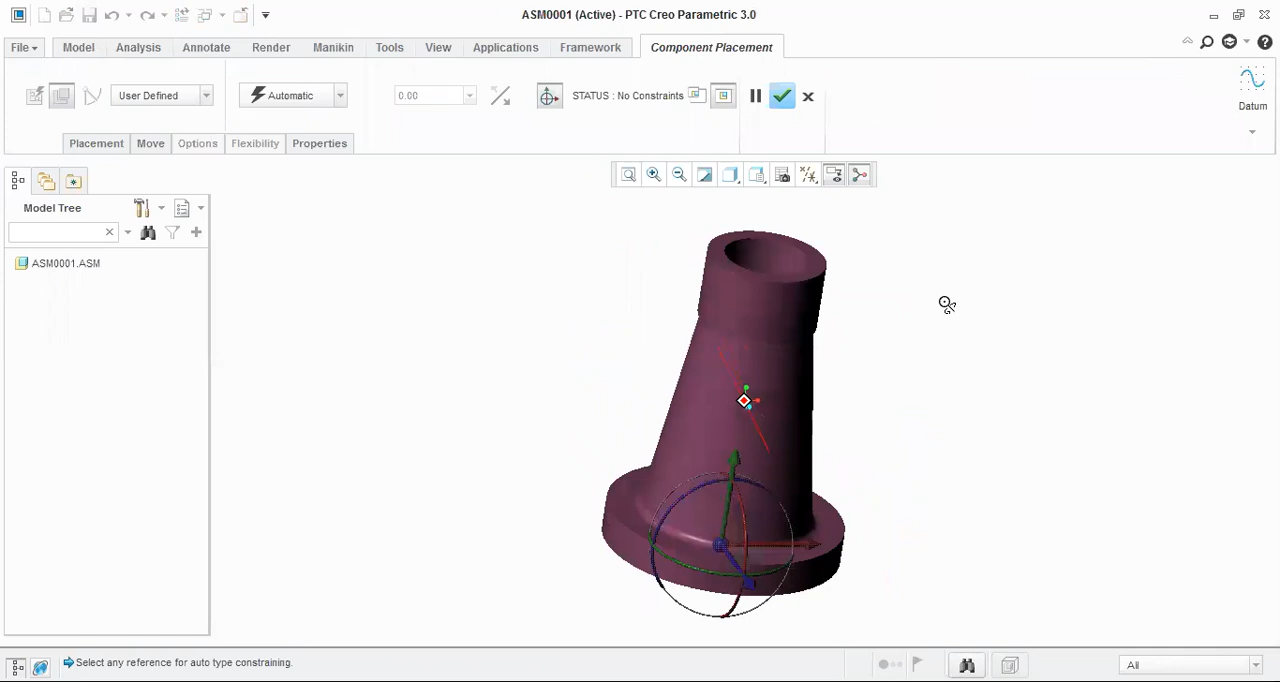 ASM0001 (Active) - PTC Creo Parametric 3.0
File Model Analysis Annotate Render Manikin Tools View Applications Framework Component Placement
User Defined Automatic 0.00 STATUS : No Constraints
Datum
Placement Move Options Flexibility Properties
Model Tree
ASM0001.ASM
Select any reference for auto type constraining.
All